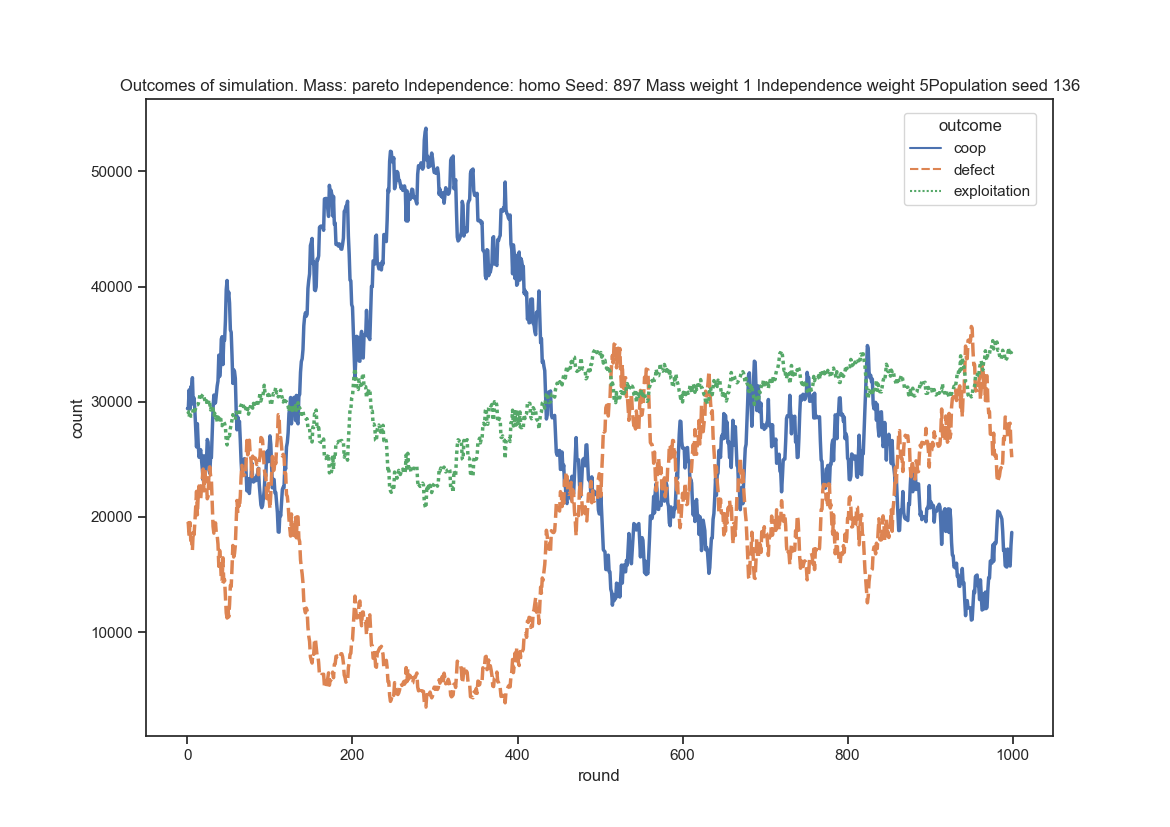 Outcomes of simulation. Mass: pareto Independence: homo Seed: 897 Mass weight 1 Independence weight 5Population seed 136
outcome
coop
defect
exploitation
50000
40000
30000
20000
10000
count
0 200 400 600 800 1000
round